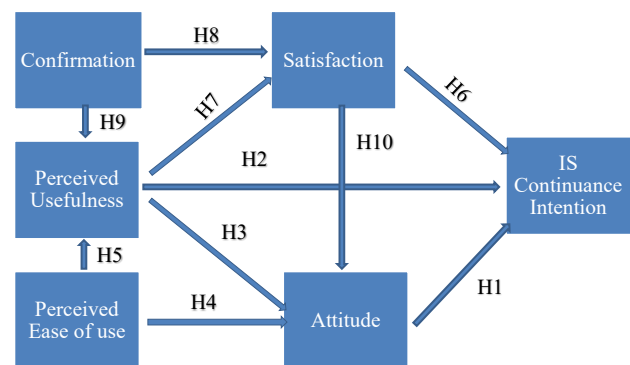 H8
Confirmation
Satisfaction
H7
H6
H9
H10
H2
Perceived
Usefulness
IS
Continuance
Intention
H3
H5
H4
H1
Perceived
Ease of use
Attitude